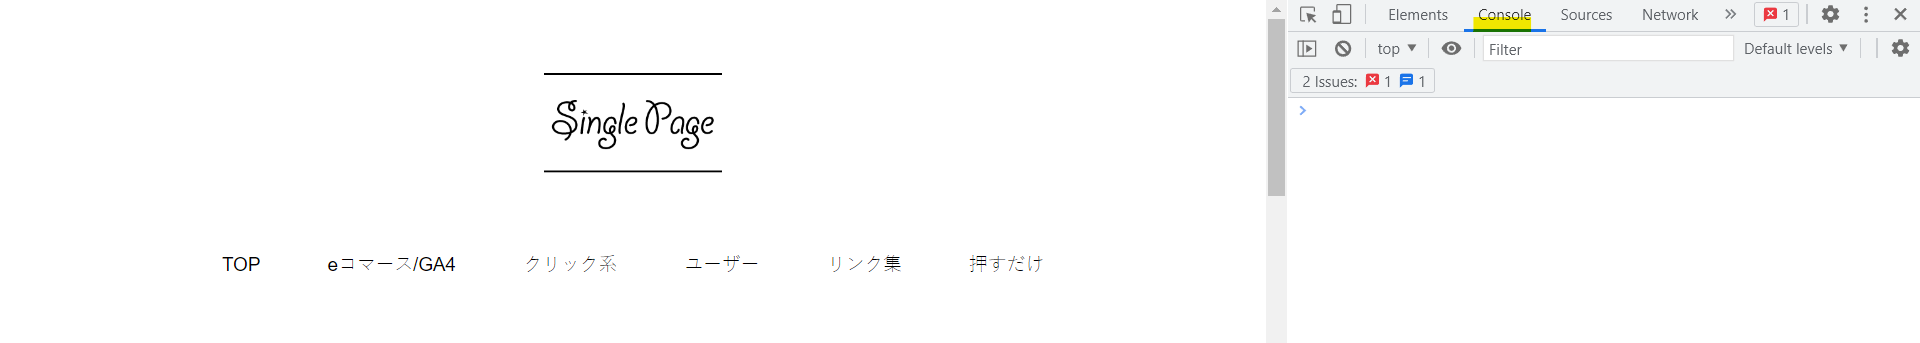 Single Page
TOP eコマース/GA4 クリック系 ユーザー リンク集 押すだけ
Elements Console Sources Network 1
top Filter Default levels
2 Issues: 1 1